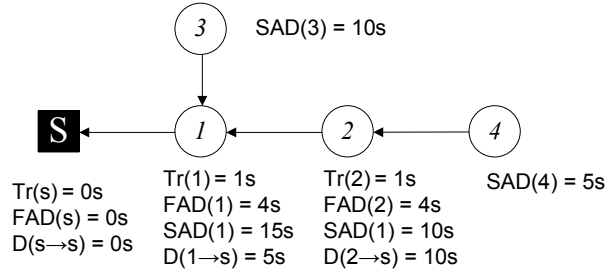 3
SAD(3) = 10s
S
1
2
4
Tr(s) = 0s
FAD(s) = 0s
D(s→s) = 0s
Tr(1) = 1s
FAD(1) = 4s
SAD(1) = 15s
D(1→s) = 5s
Tr(2) = 1s
FAD(2) = 4s
SAD(1) = 10s
D(2→s) = 10s
SAD(4) = 5s